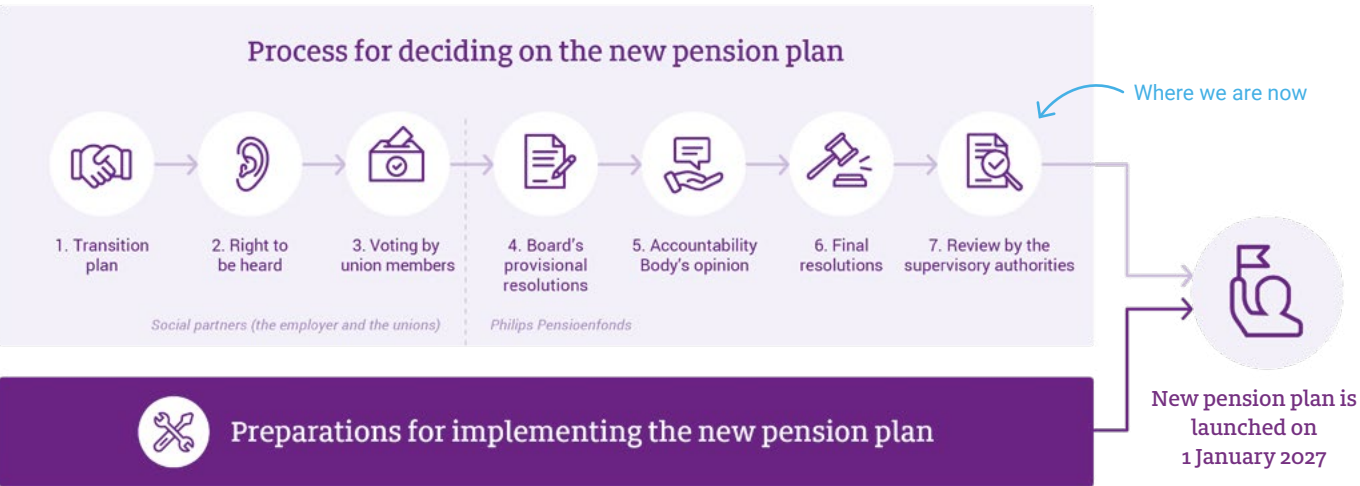 Process for deciding on the new pension plan
Where we are now
1. Transition
plan
2. Right to
be heard
3. Voting by
union members
4. Board's
provisional
resolutions
5. Accountability
Body's opinion
6. Final
resolutions
7. Review by the
supervisory authorities
Social partners (the employer and the unions)
Philips Pensioenfonds
Preparations for implementing the new pension plan
New pension plan is
launched on
1 January 2027